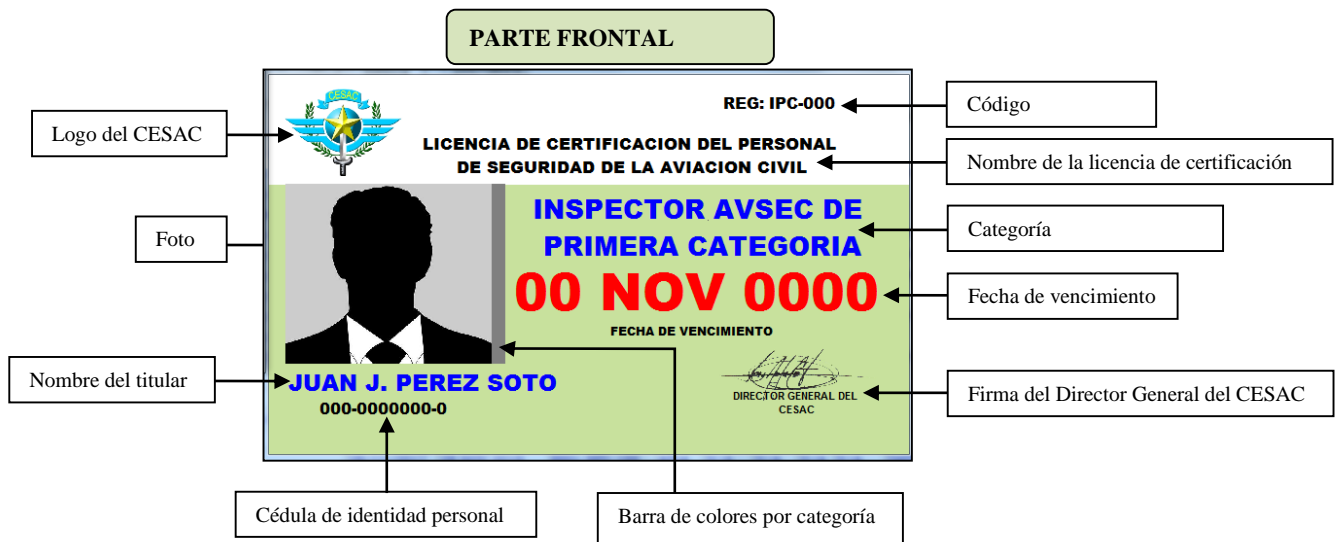 PARTE FRONTAL
CESAC
REG: IPC-000
Código
Logo del CESAC
LICENCIA DE CERTIFICACION DEL PERSONAL
DE SEGURIDAD DE LA AVIACION CIVIL
Nombre de la licencia de certificación
Foto
INSPECTOR AVSEC DE
PRIMERA CATEGORIA
Categoría
00 NOV 0000
Fecha de vencimiento
FECHA DE VENCIMIENTO
Nombre del titular
JUAN J. PEREZ SOTO
000-0000000-0
DIRECTOR GENERAL DEL
CESAC
Firma del Director General del CESAC
Cédula de identidad personal
Barra de colores por categoría